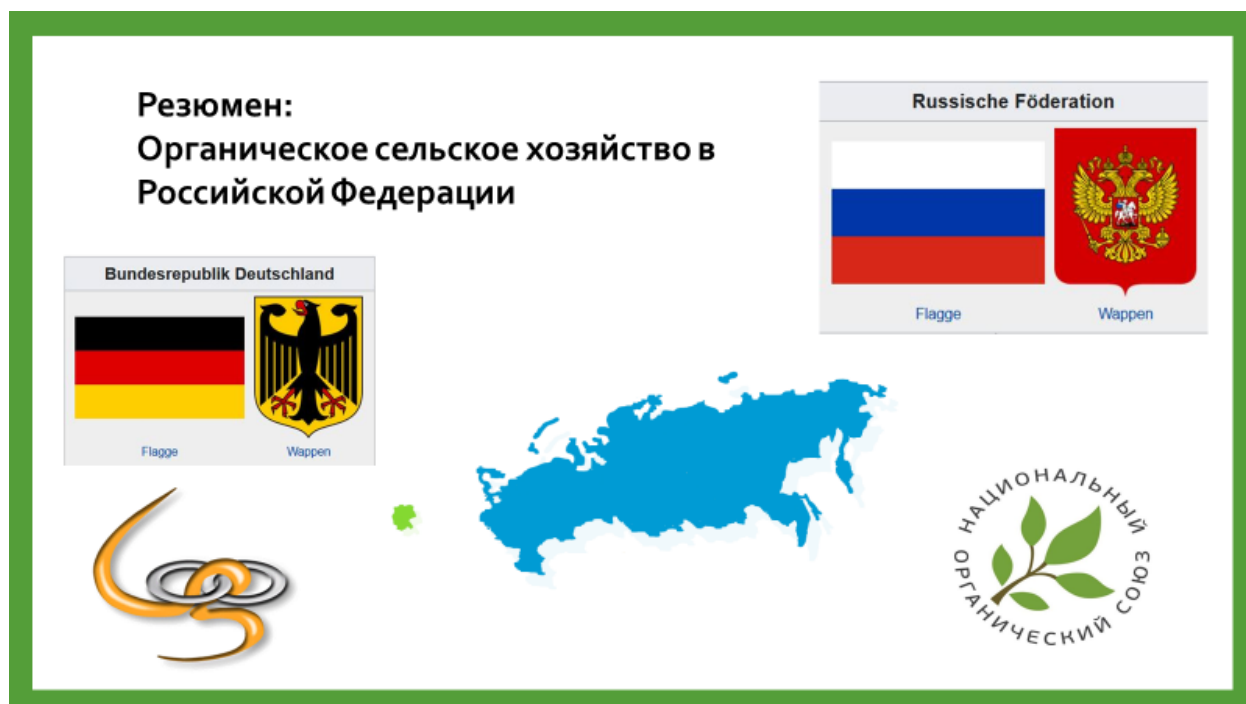 Резюмен:
Органическое сельское хозяйство в
Российской Федерации
Russische Föderation
Flagge Wappen
Bundesrepublik Deutschland
Flagge Wappen
НАЦИОНАЛЬНЫЙ
ОРГАНИЧЕСКИЙ СОЮЗ